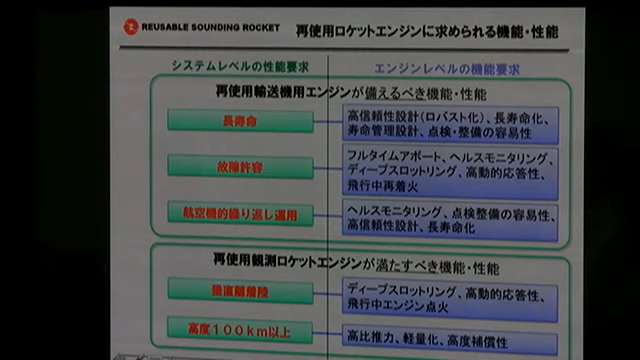 REUSABLE SOUNDING ROCKET
再使用ロケットエンジンに求められる機能・性能
システムレベルの性能要求
エンジンレベルの機能要求
再使用輸送機用エンジンが備えるべき機能・性能
長寿命
高信頼性設計(ロバスト化)、長寿命化、
寿命管理設計、点検・整備の容易性
故障許容
フルタイムアボート、ヘルスモニタリング、
ディープスロットリング、高動的応答性、
飛行中再着火
航空機的繰り返し運用
ヘルスモニタリング、点検整備の容易性、
高信頼性設計、長寿命化
再使用観測ロケットエンジンが満たすべき機能・性能
垂直離着陸
ディープスロットリング、高動的応答性、
飛行中エンジン点火
高度100km以上
高比推力、軽量化、高度補償性